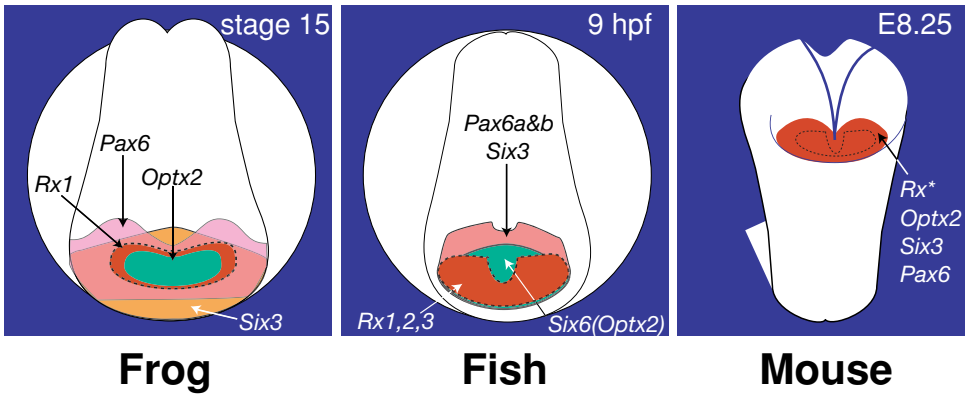 stage 15
Pax6
Rx1
Optx2
Six3
Frog
9 hpf
Pax6a&b
Six3
Rx1,2,3
Six6(Optx2)
Fish
E8.25
Rx*
Optx2
Six3
Pax6
Mouse